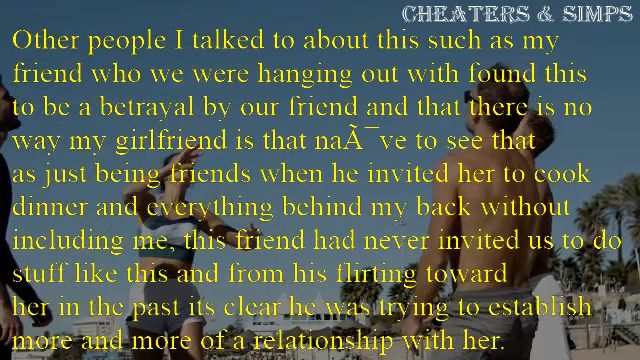 CHEATERS & SIMPS
Other people I talked to about this such as my
friend who we were hanging out with found this
to be a betrayal by our friend and that there is no
way my girlfriend is that naÃ¯ve to see that
as just being friends when he invited her to cook
dinner and everything behind my back without
including me, this friend had never invited us to do
stuff like this and from his flirting toward
her in the past its clear he was trying to establish
more and more of a relationship with her.